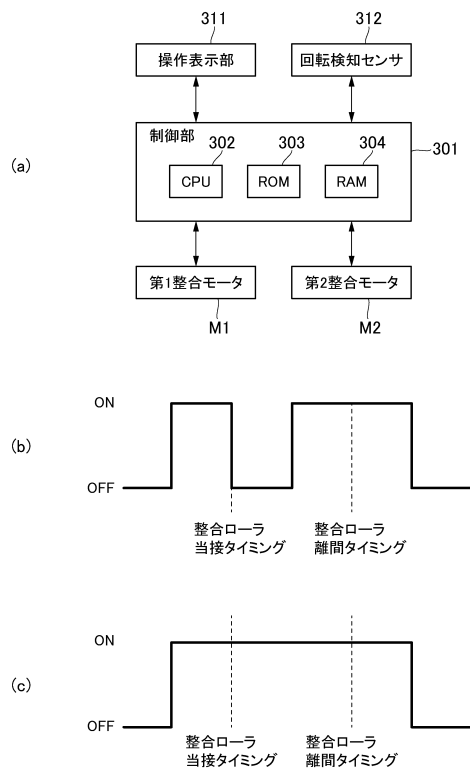 311
312
操作表示部
回転検知センサ
(a)
制御部
302
303
304
301
CPU
ROM
RAM
第1整合モータ
第2整合モータ
M1
M2
(b)
ON
OFF
整合ローラ
当接タイミング
整合ローラ
離間タイミング
(c)
ON
OFF
整合ローラ
当接タイミング
整合ローラ
離間タイミング